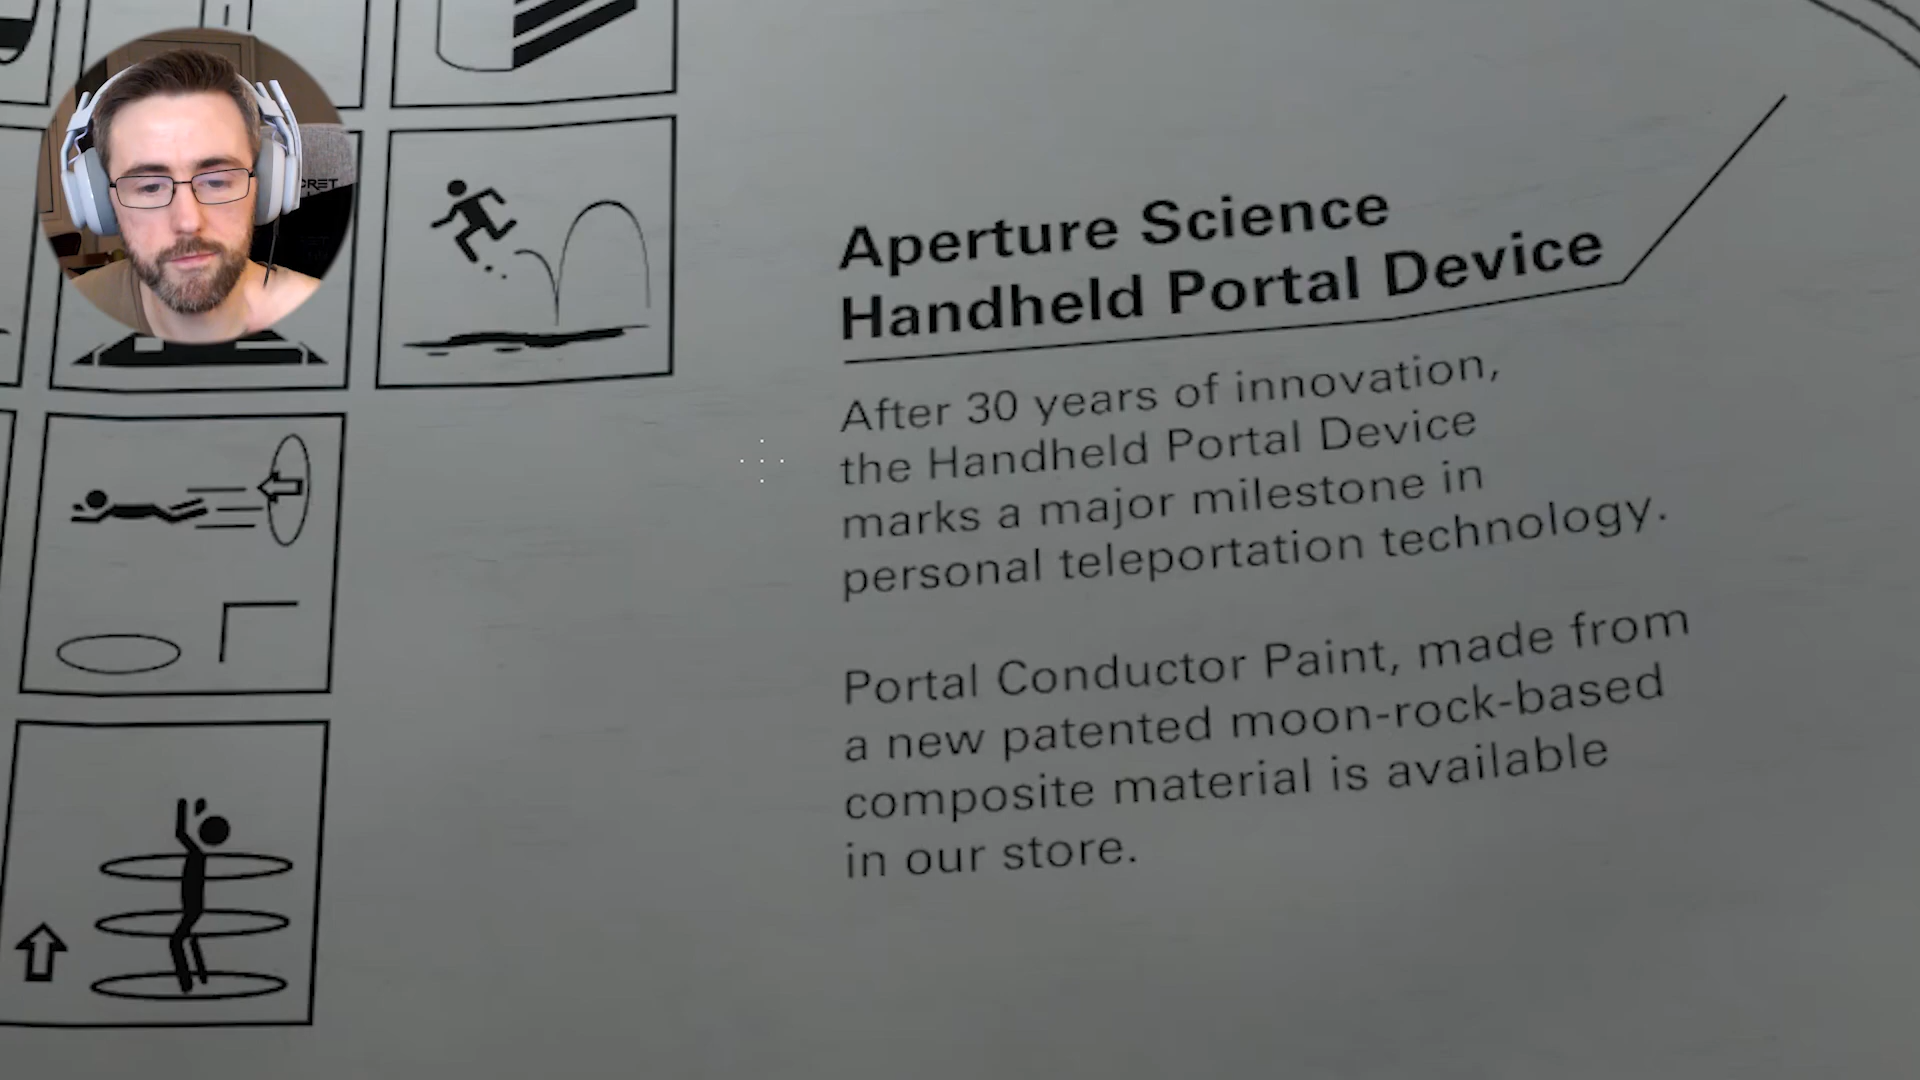 CRET
Aperture Science
Handheld Portal Device
After 30 years of innovation,
the Handheld Portal Device
marks a major milestone in
personal teleportation technology.
Portal Conductor Paint, made from
a new patented moon-rock-based
composite material is available
in our store.